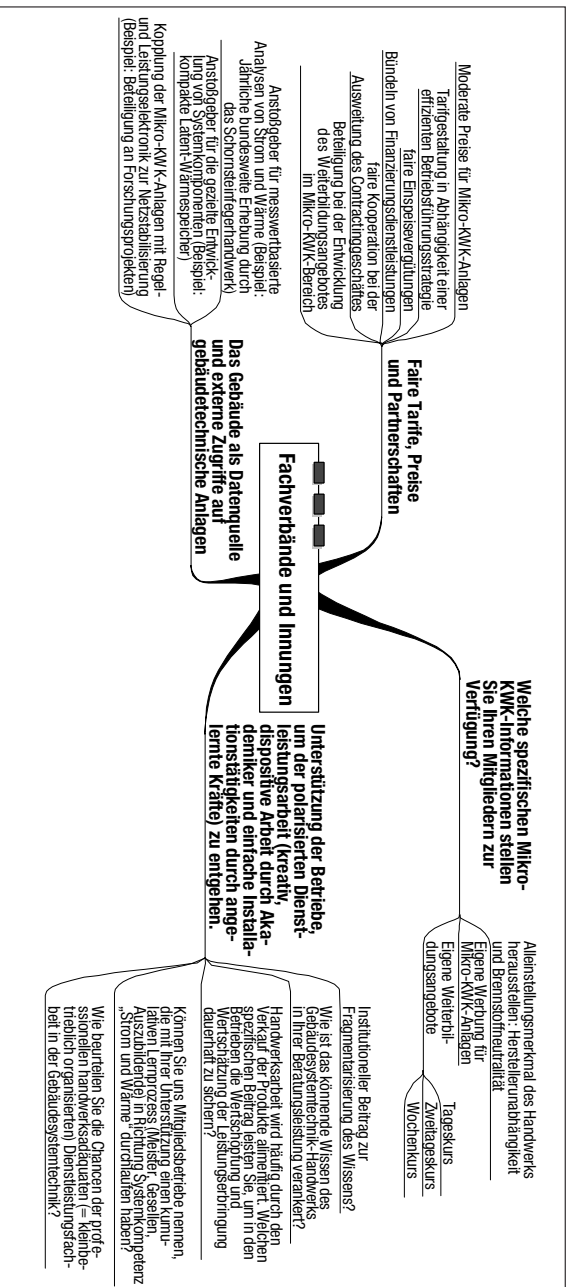 Fachverbände und Innungen
Faire Tarife, Preise
und Partnerschaften
Moderate Preise für Mikro-KWK-Anlagen
Tarifgestaltung in Abhängigkeit einer
effizienten Betriebsführungsstrategie
faire Einspeisevergütungen
Bündeln von Finanzierungsdienstleistungen
faire Kooperation bei der
Ausweitung des Contractinggeschäftes
Beteiligung bei der Entwicklung
des Weiterbildungsangebotes
im Mikro-KWK-Bereich
Das Gebäude als Datenquelle
und externe Zugriffe auf
gebäudetechnische Anlagen
Anstoßgeber für messwertbasierte
Analysen von Strom und Wärme (Beispiel:
Jährliche bundesweite Erhebung durch
das Schornsteinfegerhandwerk)
Anstoßgeber für die gezielte Entwick-
lung von Systemkomponenten (Beispiel:
kompakte Latent-Wärmespeicher)
Kopplung der Mikro-KWK-Anlagen mit Regel-
und Leistungselektronik zur Netzstabilisierung
(Beispiel: Beteiligung an Forschungsprojekten)
Welche spezifischen Mikro-
KWK-Informationen stellen
Sie Ihren Mitgliedern zur
Verfügung?
Alleinstellungsmerkmal des Handwerks
herausstellen: Herstellerunabhängigkeit
und Brennstoffneutralität
Eigene Werbung für
Mikro-KWK-Anlagen
Eigene Weiterbil-
dungsangebote
Tageskurs
Zweitageskurs
Wochenkurs
Unterstützung der Betriebe,
um der polarisierten Dienst-
leistungsarbeit (kreativ,
dispositive Arbeit durch Aka-
demiker und einfache Installa-
tionstätigkeiten durch ange-
lernte Kräfte) zu entgehen.
Institutioneller Beitrag zur
Fragmentarisierung des Wissens?
Wie ist das könnende Wissen des
Gebäudesystemtechnik-Handwerks
in Ihrer Beratungsleistung verankert?
Handwerksarbeit wird häufig durch den
Verkauf der Produkte alimentiert. Welchen
spezifischen Beitrag leisten Sie, um in den
Betrieben die Wertschöpfung und
Wertschätzung der Leistungserbringung
dauerhaft zu sichern?
Können Sie uns Mitgliedsbetriebe nennen,
die mit Ihrer Unterstützung einen kumu-
lativen Lernprozess (Meister, Gesellen,
Auszubildende) in Richtung Systemkompetenz
„Strom und Wärme“ durchlaufen haben?
Wie beurteilen Sie die Chancen der profe-
ssionellen handwerksadäquaten (= kleinbe-
trieblich organisierten) Dienstleistungsfach-
beit in der Gebäudesystemtechnik?